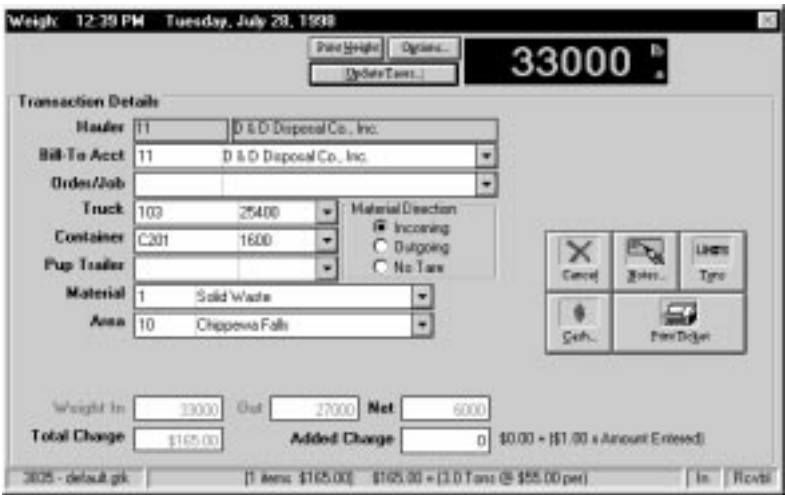 Weigh: 12:39 PM Tuesday, July 28, 1998
Print Weight Options...
Update Tares...
33000 lb
Transaction Details
Hauler 11 D & D Disposal Co., Inc.
Bill-To Acct 11 D & D Disposal Co., Inc.
Order/Job
Truck 103 25400
Container C201 1600
Pup Trailer
Material Direction
Incoming
Outgoing
No Tare
Material 1 Solid Waste
Area 10 Chippewa Falls
Cancel Notes... Tare
Cash... Print Ticket
Weight In 33000 Out 27000 Net 6000
Total Charge $165.00 Added Charge 0 $0.00 + ($1.00 x Amount Entered)
3035 - default.gtk [1 items $165.00] $165.00 = (3.0 Tons @ $55.00 per) In